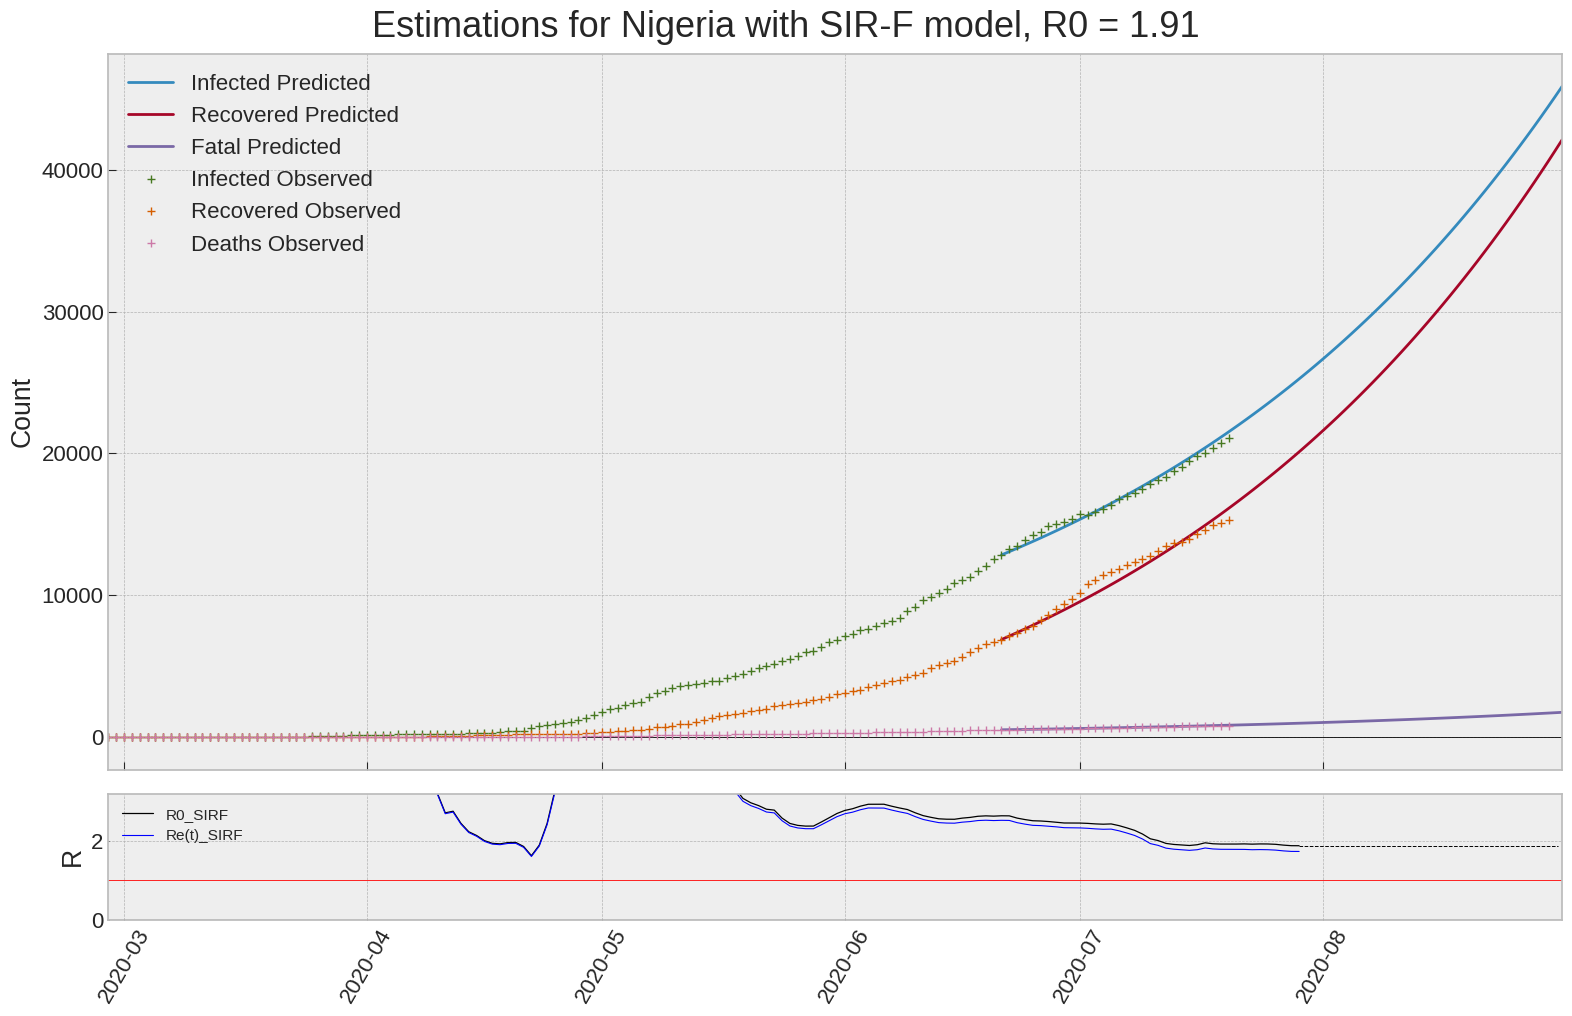 Estimations for Nigeria with SIR-F model, R0 = 1.91
Infected Predicted
Recovered Predicted
Fatal Predicted
Infected Observed
Recovered Observed
Deaths Observed
Count
40000
30000
20000
10000
0
R0_SIRF
Re(t)_SIRF
R
2
0
2020-03
2020-04
2020-05
2020-06
2020-07
2020-08